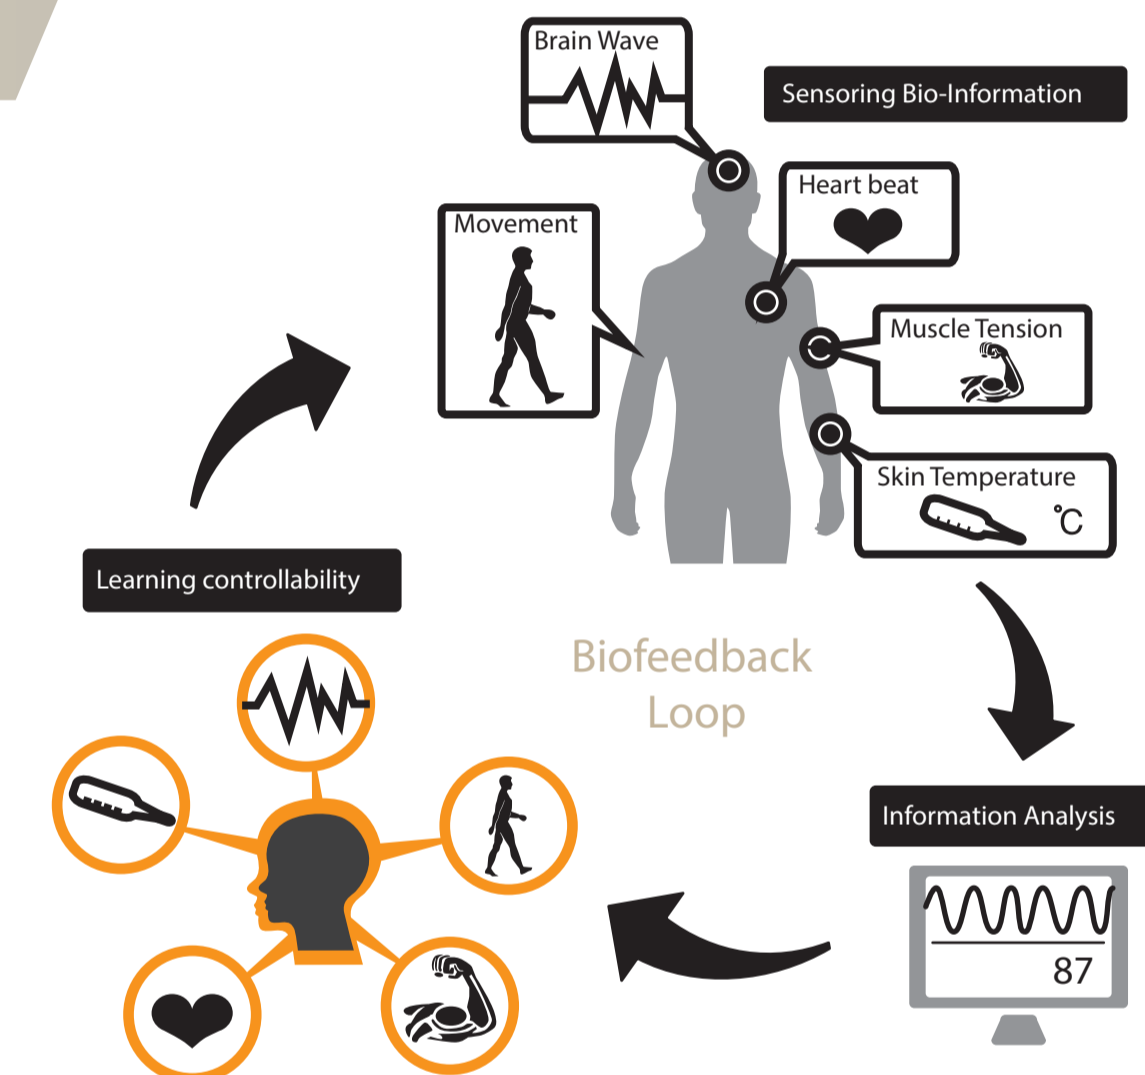 Brain Wave
Sensoring Bio-Information
Heart beat
Movement
Muscle Tension
Skin Temperature
°C
Learning controllability
Biofeedback
Loop
Information Analysis
87